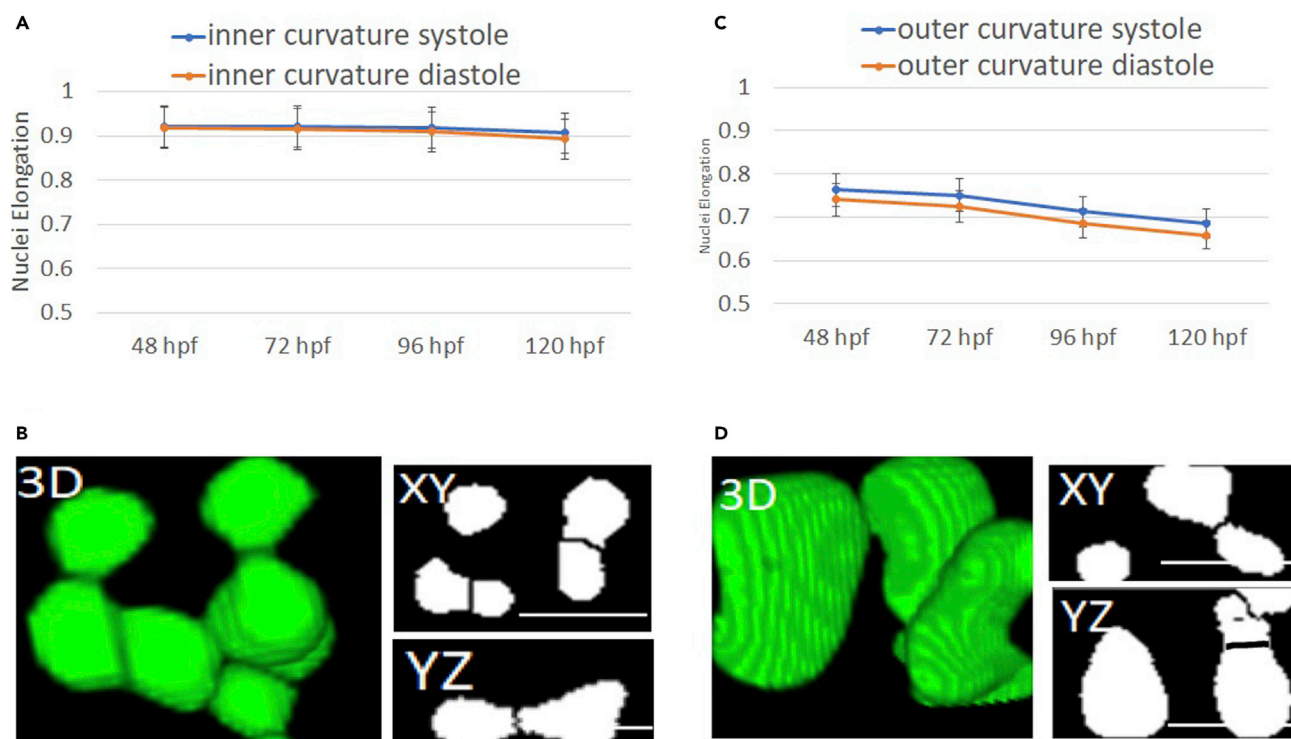 A
inner curvature systole
inner curvature diastole
Nuclei Elongation
1
0.9
0.8
0.7
0.6
0.5
48 hpf
72 hpf
96 hpf
120 hpf
C
outer curvature systole
outer curvature diastole
Nuclei Elongation
1
0.9
0.8
0.7
0.6
0.5
48 hpf
72 hpf
96 hpf
120 hpf
B
3D
XY
YZ
D
3D
XY
YZ